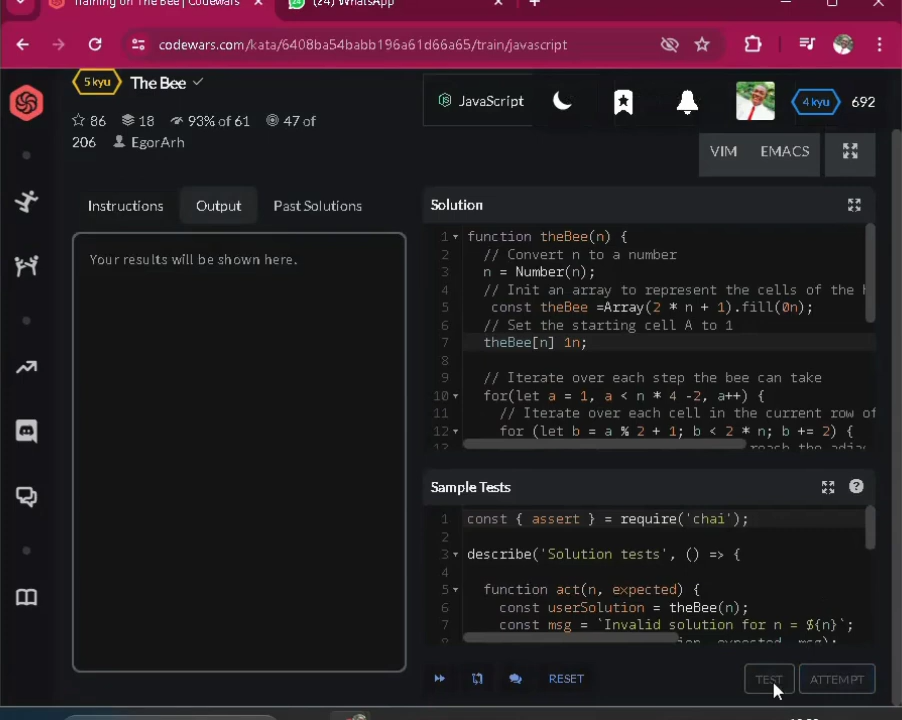 Training on The Bee | Codewars
(24) WhatsApp
codewars.com/kata/6408ba54babb196a61d66a65/train/javascript
5 kyu The Bee
86 18 93% of 61 47 of
206 EgorArh
JavaScript
4 kyu 692
VIM EMACS
Instructions Output Past Solutions
Your results will be shown here.
Solution
1 function theBee(n) {
2 // Convert n to a number
3 n = Number(n);
4 // Init an array to represent the cells of the h
5 const theBee =Array(2 * n + 1).fill(0n);
6 // Set the starting cell A to 1
7 theBee[n] 1n;
8
9 // Iterate over each step the bee can take
10 for(let a = 1, a < n * 4 -2, a++) {
11 // Iterate over each cell in the current row of
12 for (let b = a % 2 + 1; b < 2 * n; b += 2) {
reach the adja
Sample Tests
1 const { assert } = require('chai');
2
3 describe('Solution tests', () => {
4
5 function act(n, expected) {
6 const userSolution = theBee(n);
7 const msg = `Invalid solution for n = ${n}`;
expected, msg);
RESET
TEST ATTEMPT